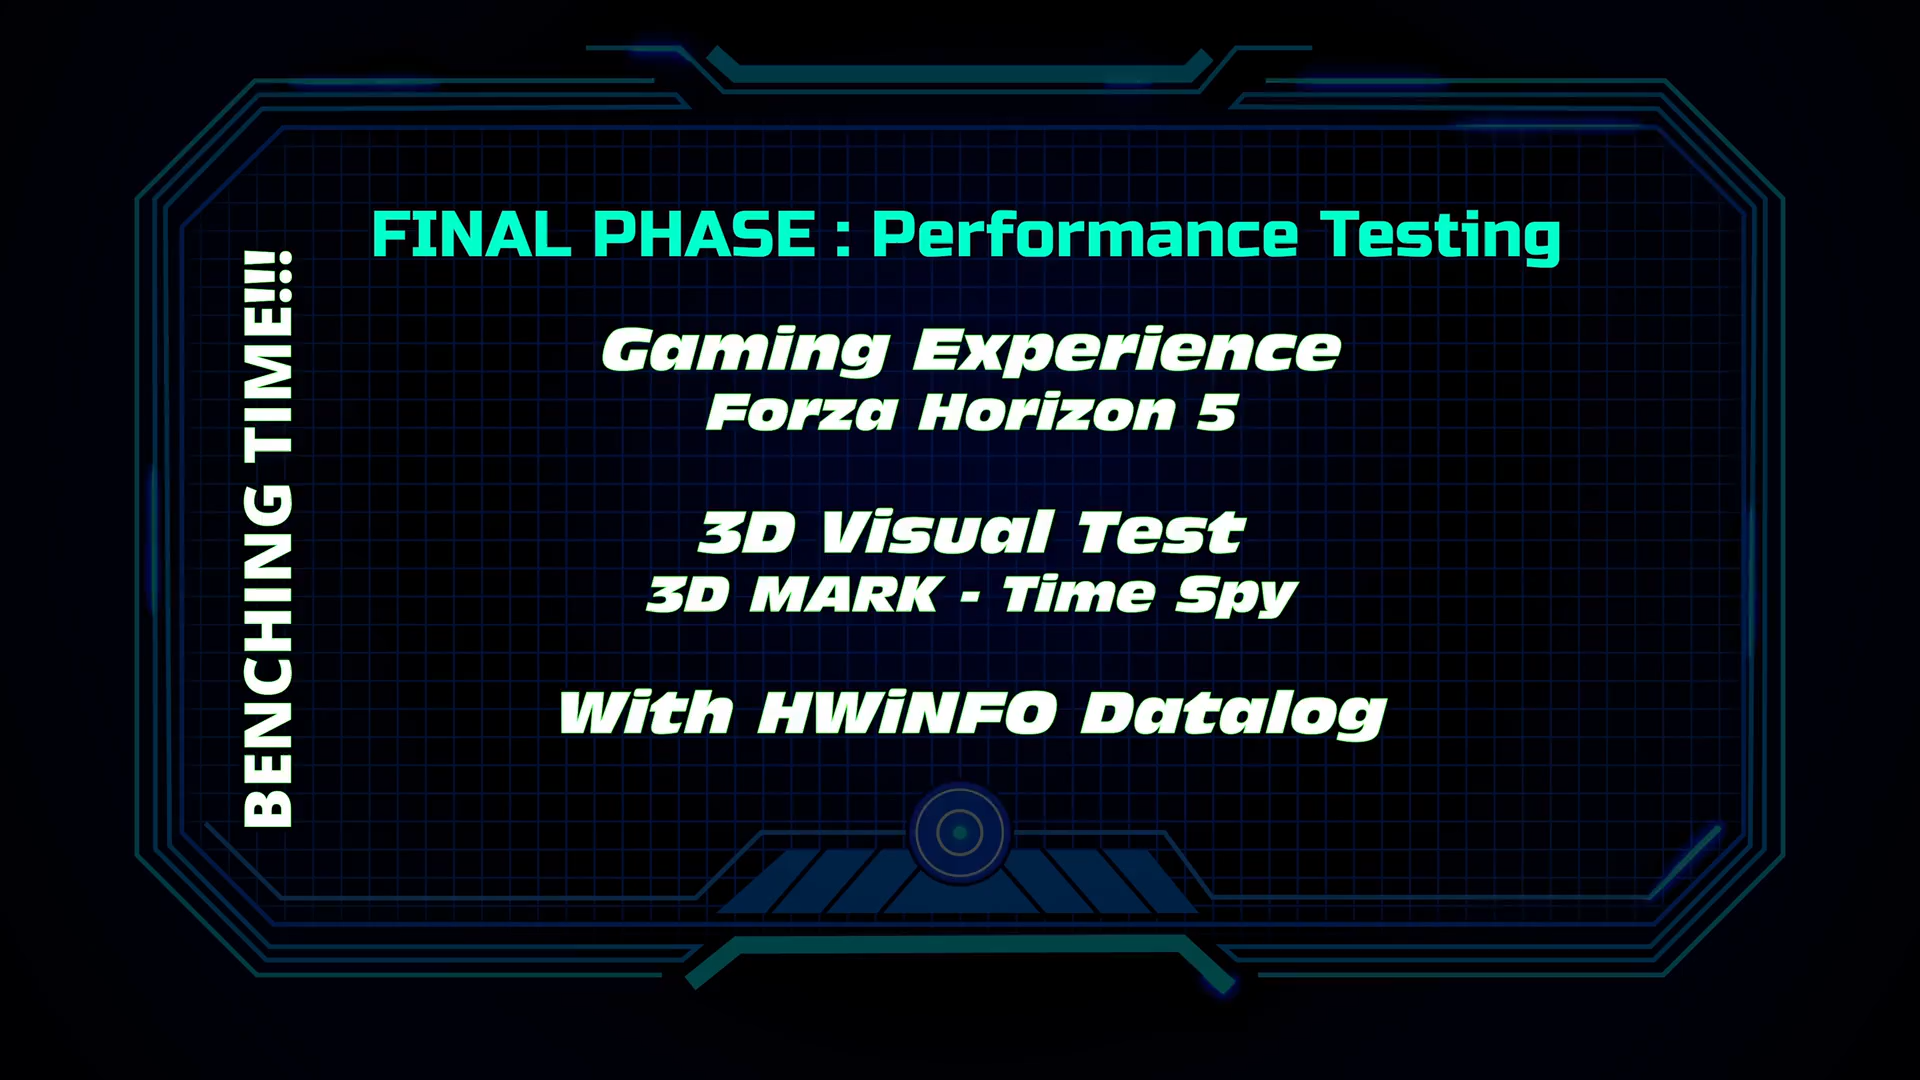 FINAL PHASE : Performance Testing
BENCHING TIME!!!
Gaming Experience
Forza Horizon 5
3D Visual Test
3D MARK - Time Spy
With HWiNFO Datalog